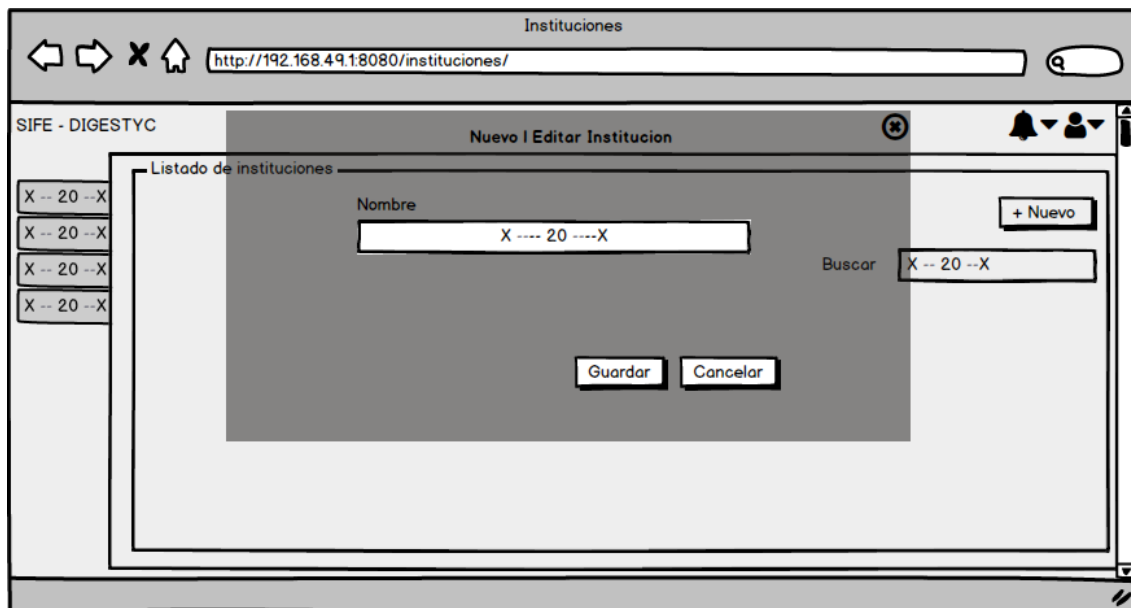 Instituciones
http://192.168.49.1:8080/instituciones/
SIFE - DIGESTYC
Nuevo | Editar Institucion
Listado de instituciones
X -- 20 --X
X -- 20 --X
X -- 20 --X
X -- 20 --X
Nombre
X ---- 20 ----X
+ Nuevo
Buscar
X -- 20 --X
Guardar
Cancelar